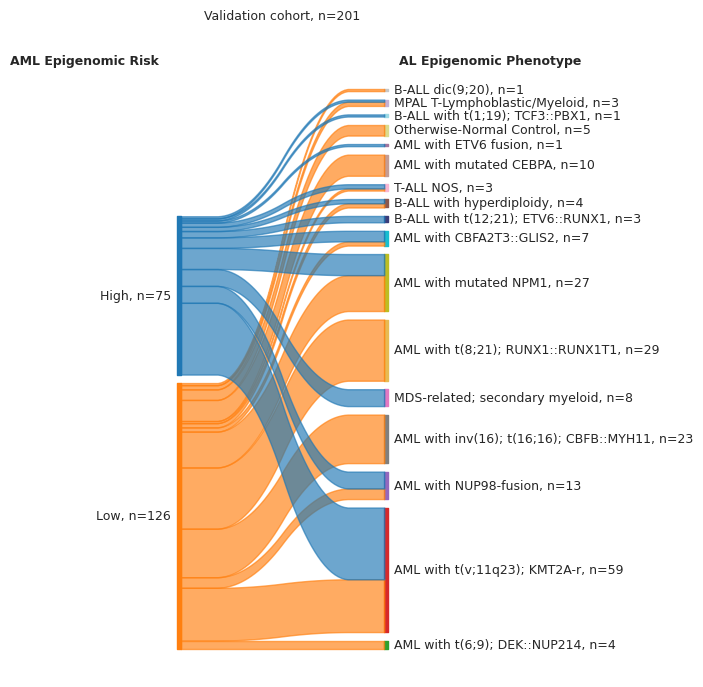 Validation cohort, n=201
AML Epigenomic Risk
AL Epigenomic Phenotype
B-ALL dic(9;20), n=1
MPAL T-Lymphoblastic/Myeloid, n=3
B-ALL with t(1;19); TCF3::PBX1, n=1
Otherwise-Normal Control, n=5
AML with ETV6 fusion, n=1
AML with mutated CEBPA, n=10
T-ALL NOS, n=3
B-ALL with hyperdiploidy, n=4
B-ALL with t(12;21); ETV6::RUNX1, n=3
AML with CBFA2T3::GLIS2, n=7
AML with mutated NPM1, n=27
High, n=75
AML with t(8;21); RUNX1::RUNX1T1, n=29
MDS-related; secondary myeloid, n=8
AML with inv(16); t(16;16); CBFB::MYH11, n=23
AML with NUP98-fusion, n=13
Low, n=126
AML with t(v;11q23); KMT2A-r, n=59
AML with t(6;9); DEK::NUP214, n=4